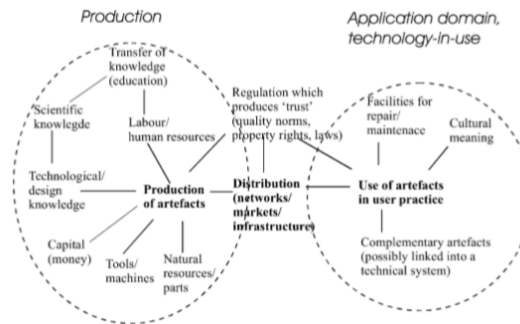 Production
Application domain,
technology-in-use
Transfer of
knowledge
(education)
Scientific
knowlegde
Labour/
human resources
Regulation which
produces 'trust'
(quality norms,
property rights, laws)
Facilities for
repair/
maintenace
Cultural
meaning
Technological/
design
knowledge
Production
of artefacts
Distribution
(networks/
markets/
infrastructure)
Use of artefacts
in user practice
Capital
(money)
Tools/
machines
Natural
resources/
parts
Complementary artefacts
(possibly linked into a
technical system)